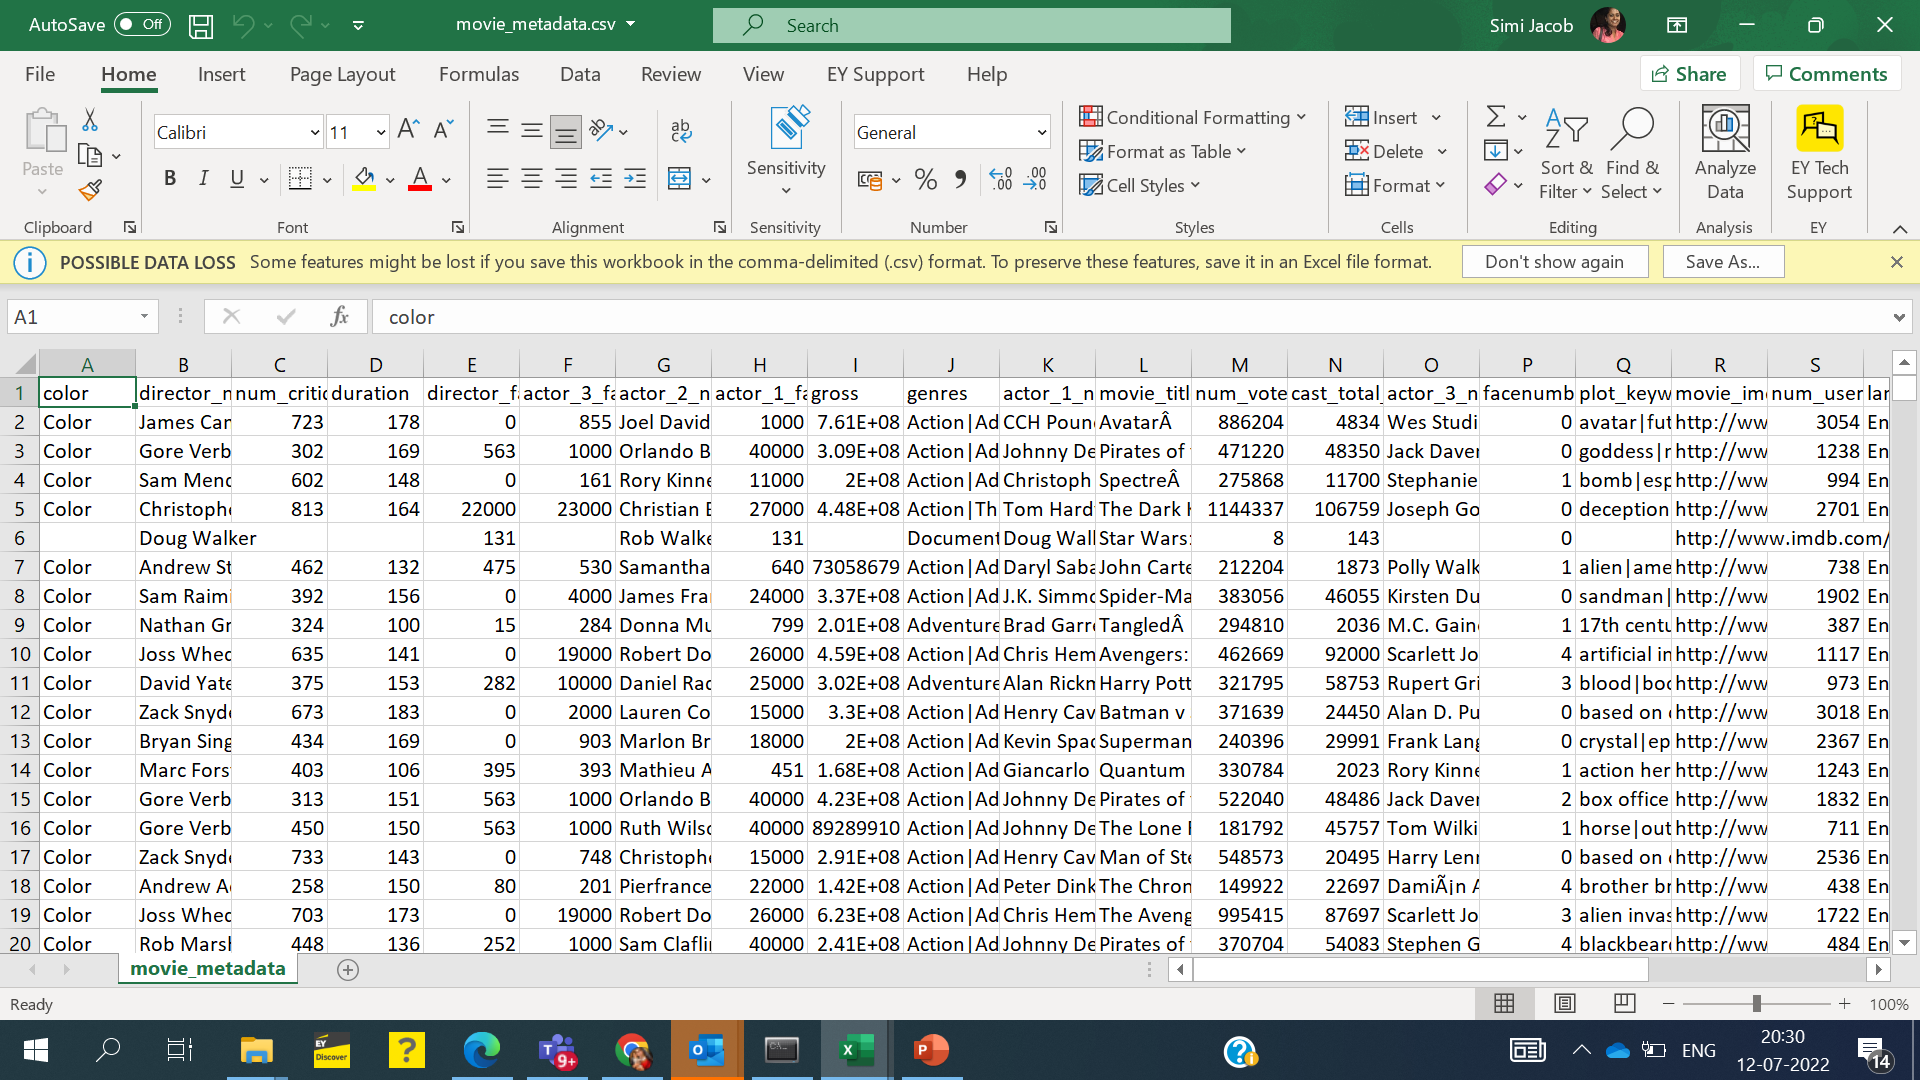 AutoSave Off movie_metadata.csv Search Simi Jacob
File Home Insert Page Layout Formulas Data Review View EY Support Help Share Comments
Paste Calibri 11 ab c Sensitivity General Conditional Formatting Insert Sort & Filter Find & Select Analyze Data EY Tech Support
Format as Table Delete
B I U A % .00 Cell Styles Format
Clipboard Font Alignment Sensitivity Number Styles Cells Editing Analysis EY
POSSIBLE DATA LOSS Some features might be lost if you save this workbook in the comma-delimited (.csv) format. To preserve these features, save it in an Excel file format. Don't show again Save As...
A1 fx color
A B C D E F G H I J K L M N O P Q R S
1 color director_n num_critic duration director_fa actor_3_fa actor_2_n actor_1_fa gross genres actor_1_n movie_titl num_vote cast_total_ actor_3_n facenumb plot_keyw movie_imd num_user lan
2 Color James Can 723 178 0 855 Joel David 1000 7.61E+08 Action|Ad CCH Poun AvatarÂ 886204 4834 Wes Studi 0 avatar|fut http://ww 3054 En
3 Color Gore Verb 302 169 563 1000 Orlando B 40000 3.09E+08 Action|Ad Johnny De Pirates of 471220 48350 Jack Daven 0 goddess|r http://ww 1238 En
4 Color Sam Mend 602 148 0 161 Rory Kinne 11000 2E+08 Action|Ad Christoph SpectreÂ 275868 11700 Stephanie 1 bomb|esp http://ww 994 En
5 Color Christophe 813 164 22000 23000 Christian B 27000 4.48E+08 Action|Th Tom Hard The Dark K 1144337 106759 Joseph Go 0 deception http://ww 2701 En
6 Doug Walker 131 Rob Walke 131 Document Doug Wall Star Wars: 8 143 0 http://www.imdb.com/
7 Color Andrew St 462 132 475 530 Samantha 640 73058679 Action|Ad Daryl Saba John Carte 212204 1873 Polly Walk 1 alien|ame http://ww 738 En
8 Color Sam Raimi 392 156 0 4000 James Fra 24000 3.37E+08 Action|Ad J.K. Simmo Spider-Ma 383056 46055 Kirsten Du 0 sandman| http://ww 1902 En
9 Color Nathan Gr 324 100 15 284 Donna Mu 799 2.01E+08 Adventure Brad Garre TangledÂ 294810 2036 M.C. Gain 1 17th centu http://ww 387 En
10 Color Joss Whed 635 141 0 19000 Robert Do 26000 4.59E+08 Action|Ad Chris Hem Avengers: 462669 92000 Scarlett Jo 4 artificial in http://ww 1117 En
11 Color David Yate 375 153 282 10000 Daniel Rad 25000 3.02E+08 Adventure Alan Rickn Harry Pott 321795 58753 Rupert Gri 3 blood|boo http://ww 973 En
12 Color Zack Snyde 673 183 0 2000 Lauren Co 15000 3.3E+08 Action|Ad Henry Cav Batman v 371639 24450 Alan D. Pu 0 based on c http://ww 3018 En
13 Color Bryan Sing 434 169 0 903 Marlon Br 18000 2E+08 Action|Ad Kevin Spac Superman 240396 29991 Frank Lang 0 crystal|ep http://ww 2367 En
14 Color Marc Fors 403 106 395 393 Mathieu A 451 1.68E+08 Action|Ad Giancarlo Quantum 330784 2023 Rory Kinne 1 action her http://ww 1243 En
15 Color Gore Verb 313 151 563 1000 Orlando B 40000 4.23E+08 Action|Ad Johnny De Pirates of 522040 48486 Jack Daven 2 box office http://ww 1832 En
16 Color Gore Verb 450 150 563 1000 Ruth Wilso 40000 89289910 Action|Ad Johnny De The Lone R 181792 45757 Tom Wilki 1 horse|out http://ww 711 En
17 Color Zack Snyde 733 143 0 748 Christophe 15000 2.91E+08 Action|Ad Henry Cav Man of Ste 548573 20495 Harry Lenn 0 based on c http://ww 2536 En
18 Color Andrew Ad 258 150 80 201 Pierfrance 22000 1.42E+08 Action|Ad Peter Dink The Chron 149922 22697 DamiÃ¡n A 4 brother br http://ww 438 En
19 Color Joss Whed 703 173 0 19000 Robert Do 26000 6.23E+08 Action|Ad Chris Hem The Aveng 995415 87697 Scarlett Jo 3 alien invas http://ww 1722 En
20 Color Rob Marsh 448 136 252 1000 Sam Claflin 40000 2.41E+08 Action|Ad Johnny De Pirates of 370704 54083 Stephen G 4 blackbeard http://ww 484 En
movie_metadata
Ready 100%
EY Discover ? T 9+ O X P ? ENG 20:30
12-07-2022 14